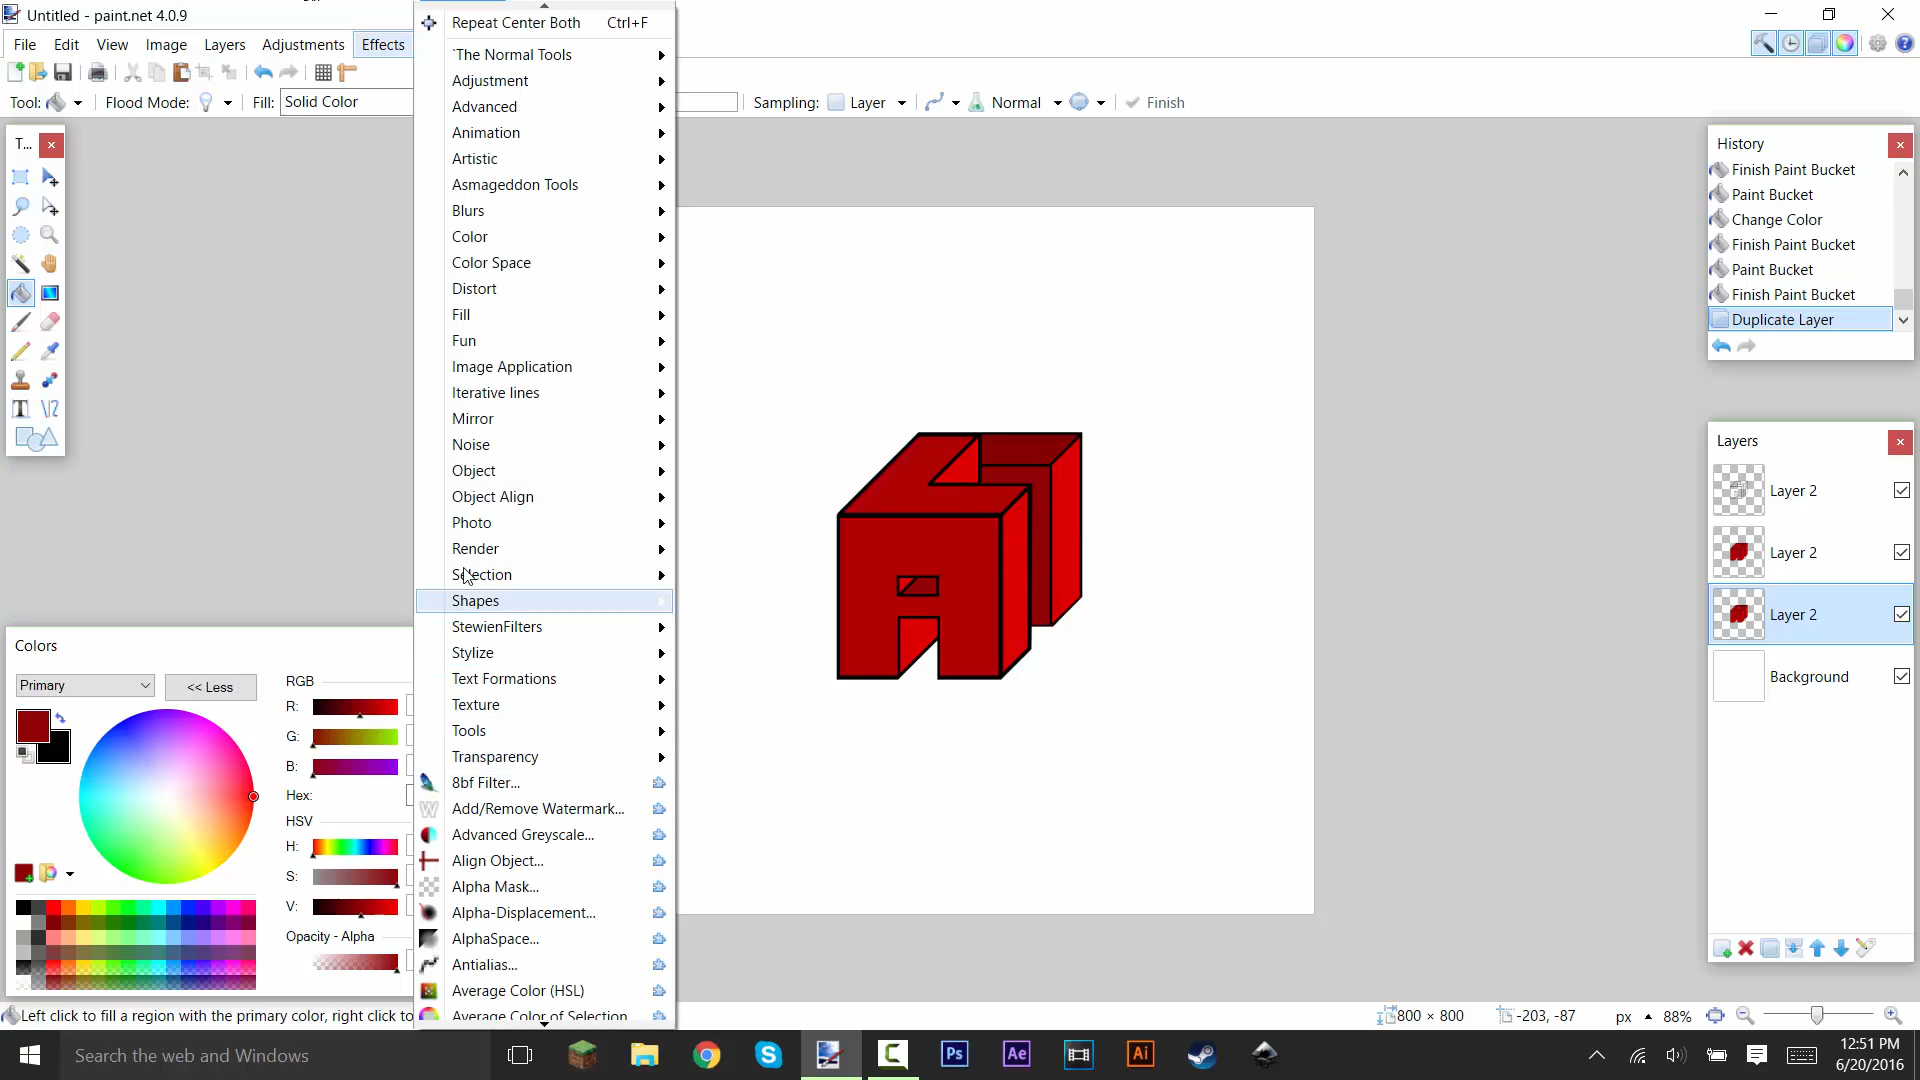 Untitled - paint.net 4.0.9
File Edit View Image Layers Adjustments Effects
Tool: Flood Mode: Fill: Solid Color Sampling: Layer Normal Finish
Repeat Center Both Ctrl+F
`The Normal Tools
Adjustment
Advanced
Animation
Artistic
Asmageddon Tools
Blurs
Color
Color Space
Distort
Fill
Fun
Image Application
Iterative lines
Mirror
Noise
Object
Object Align
Photo
Render
Selection
Shapes
StewienFilters
Stylize
Text Formations
Texture
Tools
Transparency
8bf Filter...
Add/Remove Watermark...
Advanced Greyscale...
Align Object...
Alpha Mask...
Alpha-Displacement...
AlphaSpace...
Antialias...
Average Color (HSL)
Average Color of Selection
T...
Colors
Primary
<< Less
RGB
R:
G:
B:
Hex:
HSV
H:
S:
V:
Opacity - Alpha
A
History
Finish Paint Bucket
Paint Bucket
Change Color
Finish Paint Bucket
Paint Bucket
Finish Paint Bucket
Duplicate Layer
Layers
Layer 2
Layer 2
Layer 2
Background
Left click to fill a region with the primary color, right click to
800 × 800 -203, -87 px 88%
Search the web and Windows
Ps Ae Ai
12:51 PM
6/20/2016